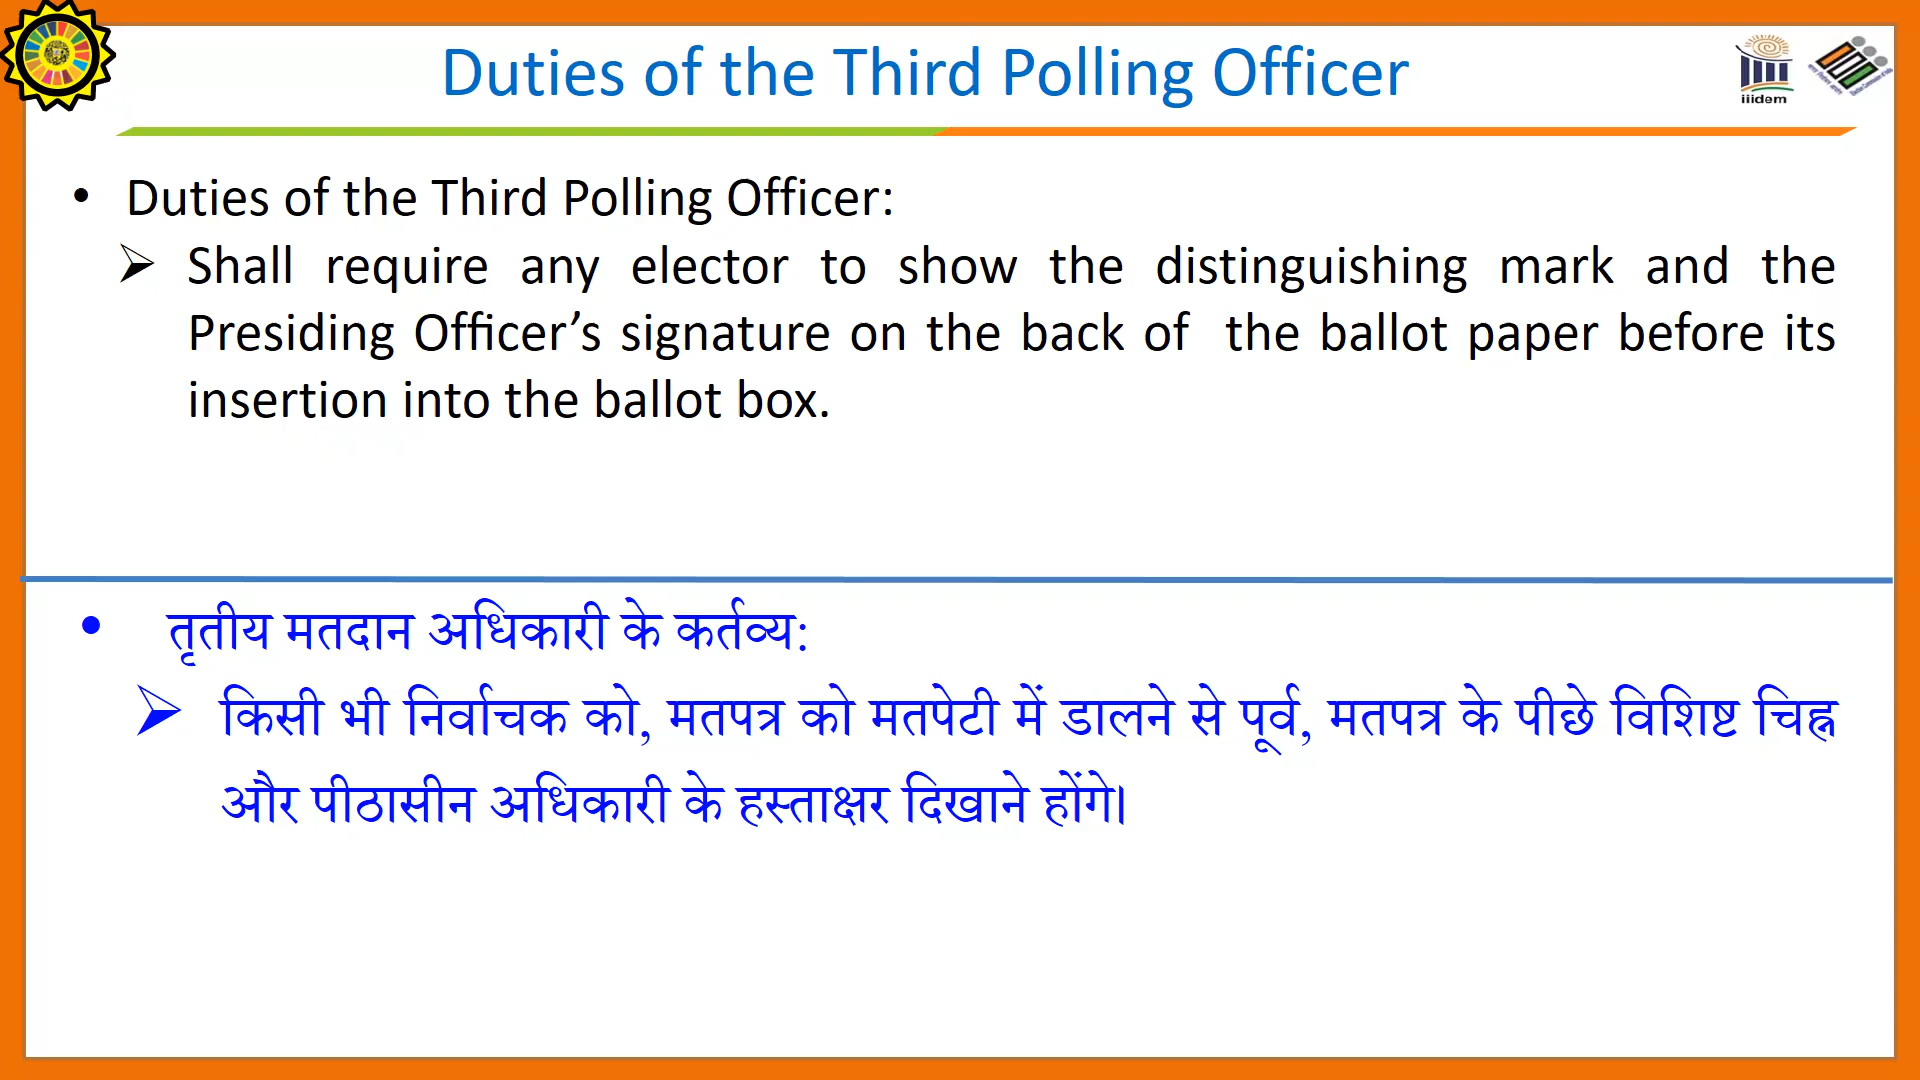 Duties of the Third Polling Officer
iiidem
• Duties of the Third Polling Officer:
➢ Shall require any elector to show the distinguishing mark and the
Presiding Officer’s signature on the back of the ballot paper before its
insertion into the ballot box.
• तृतीय मतदान अधिकारी के कर्तव्य:
➢ किसी भी निर्वाचक को, मतपत्र को मतपेटी में डालने से पूर्व, मतपत्र के पीछे विशिष्ट चिह्न
और पीठासीन अधिकारी के हस्ताक्षर दिखाने होंगे।